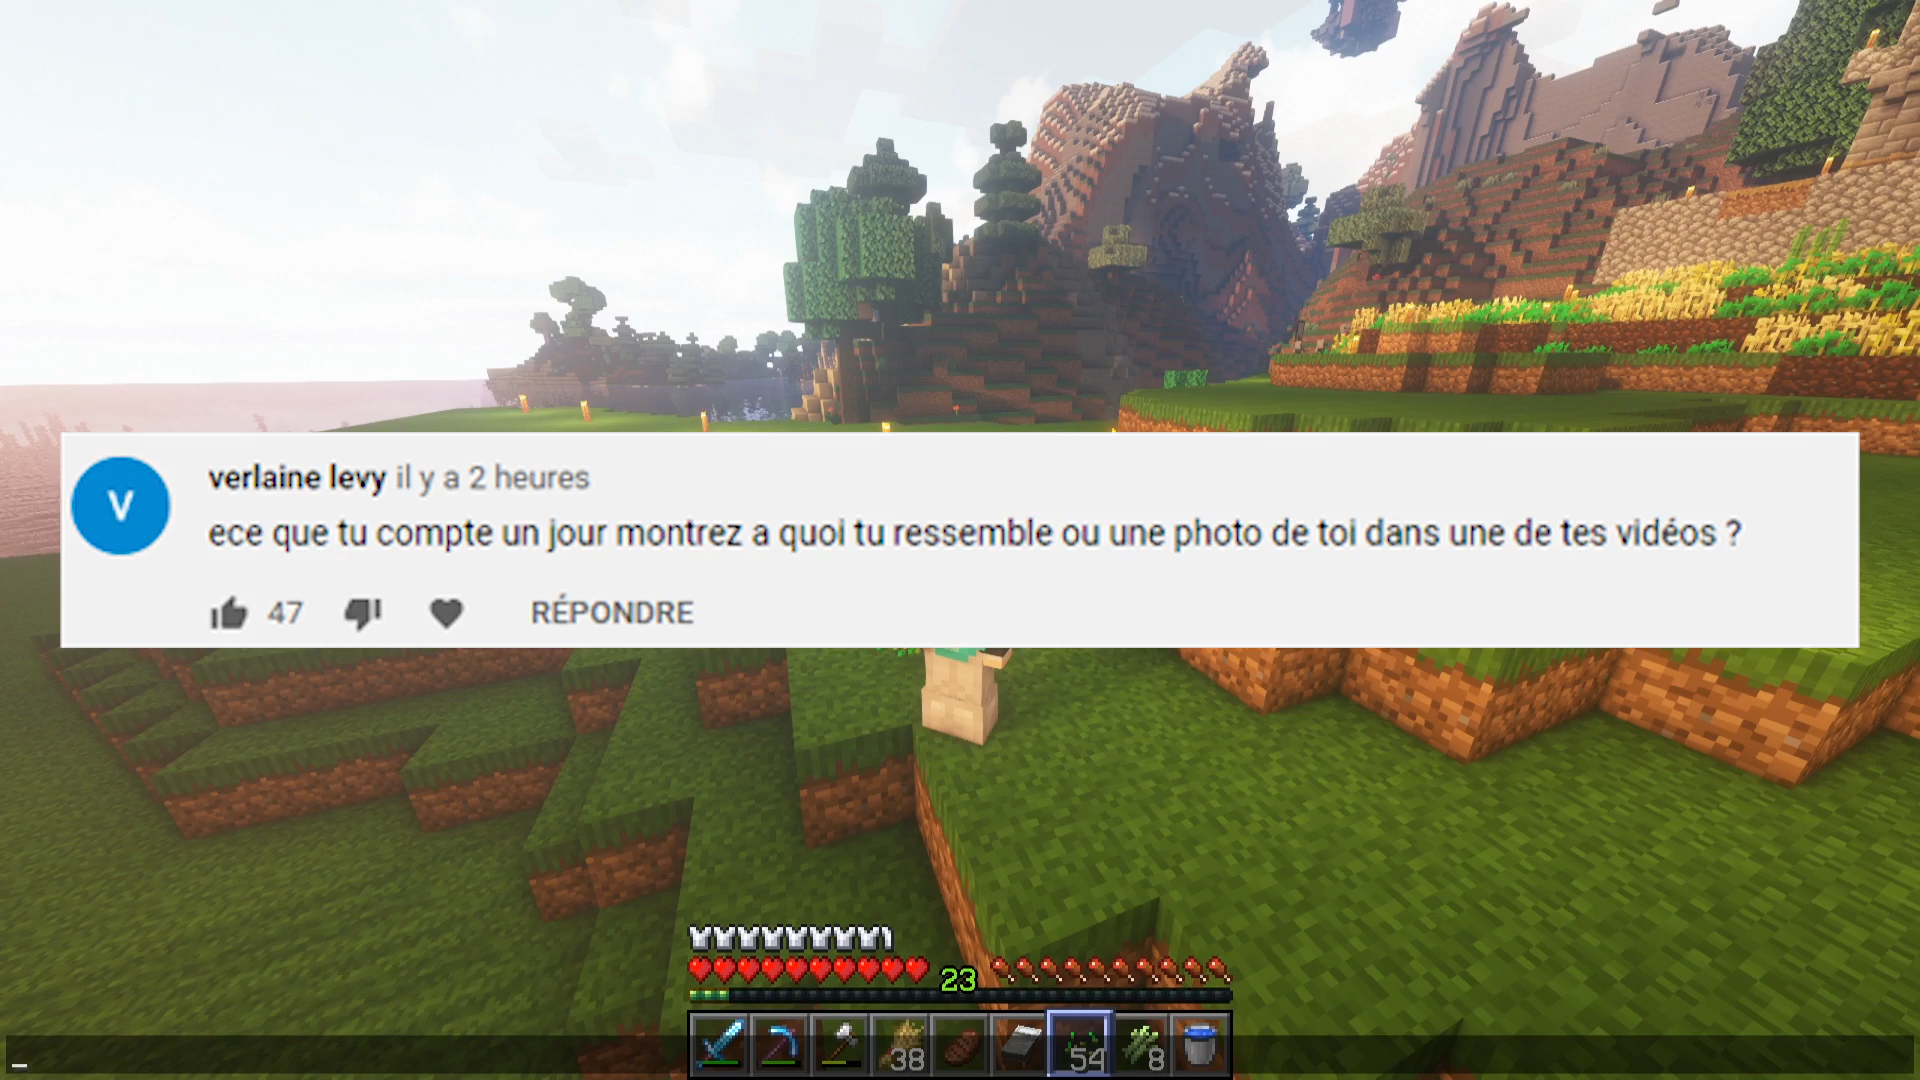 V
verlaine levy il y a 2 heures
ece que tu compte un jour montrez a quoi tu ressemble ou une photo de toi dans une de tes vidéos ?
47 RÉPONDRE
23
38 54 8
_